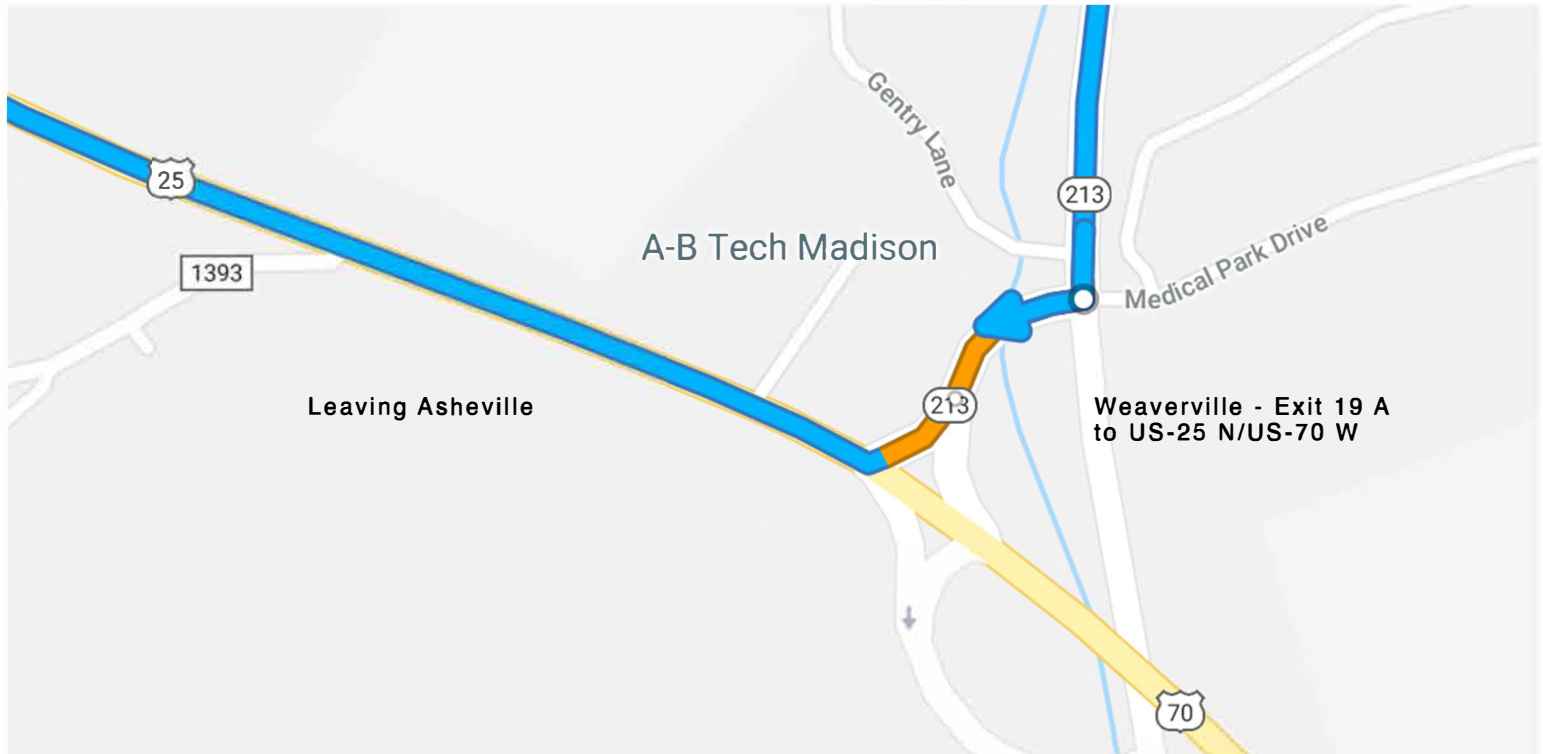 Gentry Lane
25
213
A-B Tech Madison
Medical Park Drive
1393
213
Leaving Asheville
Weaverville - Exit 19 A
to US-25 N/US-70 W
70